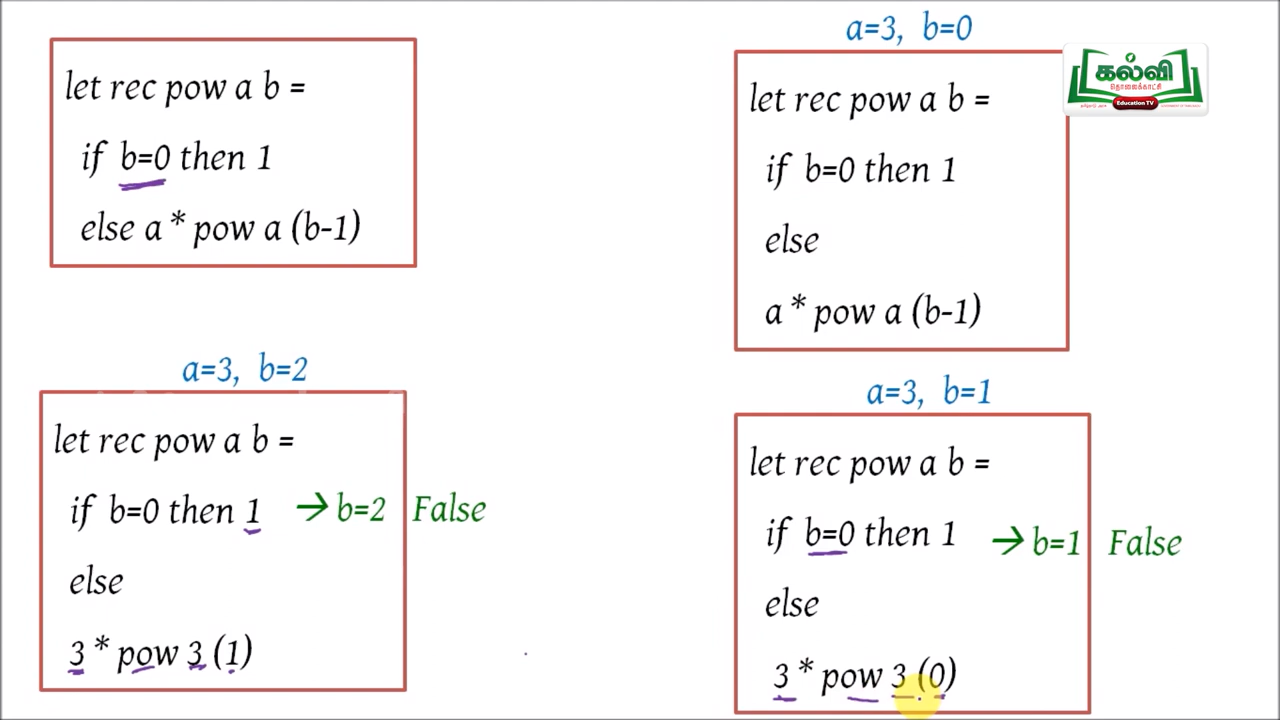 let rec pow a b =
if b=0 then 1
else a * pow a (b-1)
a=3, b=0
let rec pow a b =
if b=0 then 1
else
a * pow a (b-1)
கல்வி
தொலைக்காட்சி
Education TV
a=3, b=2
let rec pow a b =
if b=0 then 1 → b=2 False
else
3 * pow 3 (1)
a=3, b=1
let rec pow a b =
if b=0 then 1 → b=1 False
else
3 * pow 3 (0)